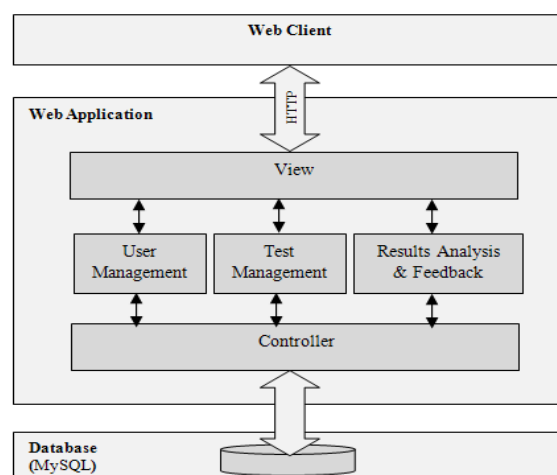 Web Client
HTTP
Web Application
View
User
Management
Test
Management
Results Analysis
& Feedback
Controller
Database
(MySQL)